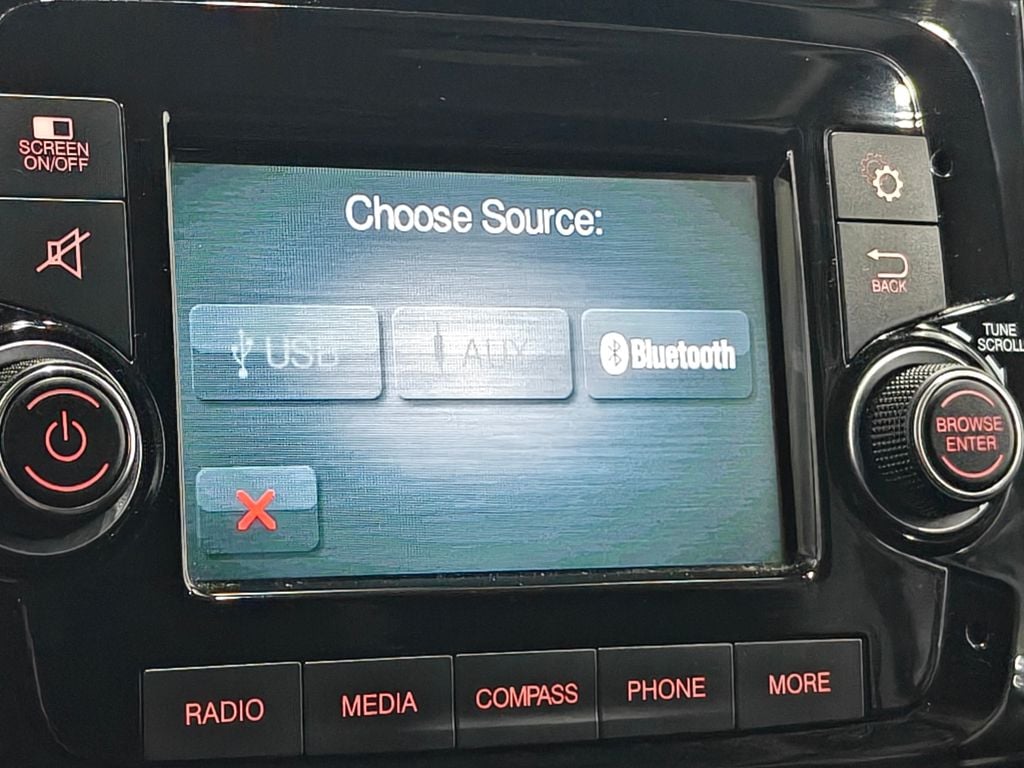 SCREEN
ON/OFF
Choose Source:
USB
AUX
Bluetooth
BACK
TUNE
SCROLL
BROWSE
ENTER
RADIO
MEDIA
COMPASS
PHONE
MORE